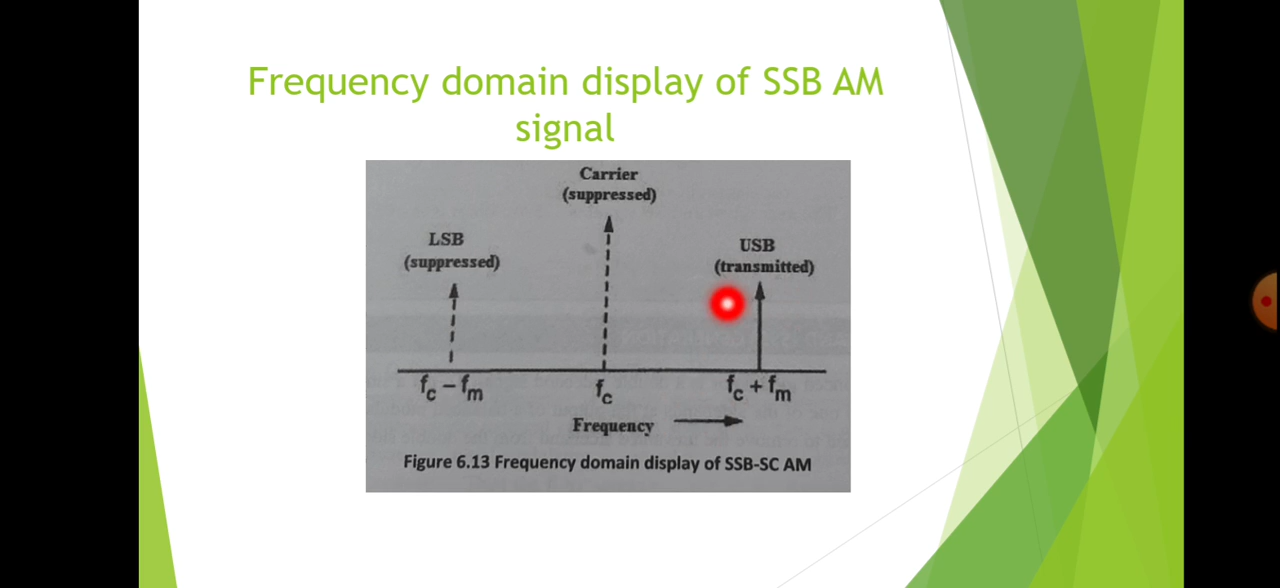 Frequency domain display of SSB AM
signal
Carrier
(suppressed)
LSB
(suppressed)
USB
(transmitted)
fc – fm
fc
fc + fm
Frequency
Figure 6.13 Frequency domain display of SSB-SC AM